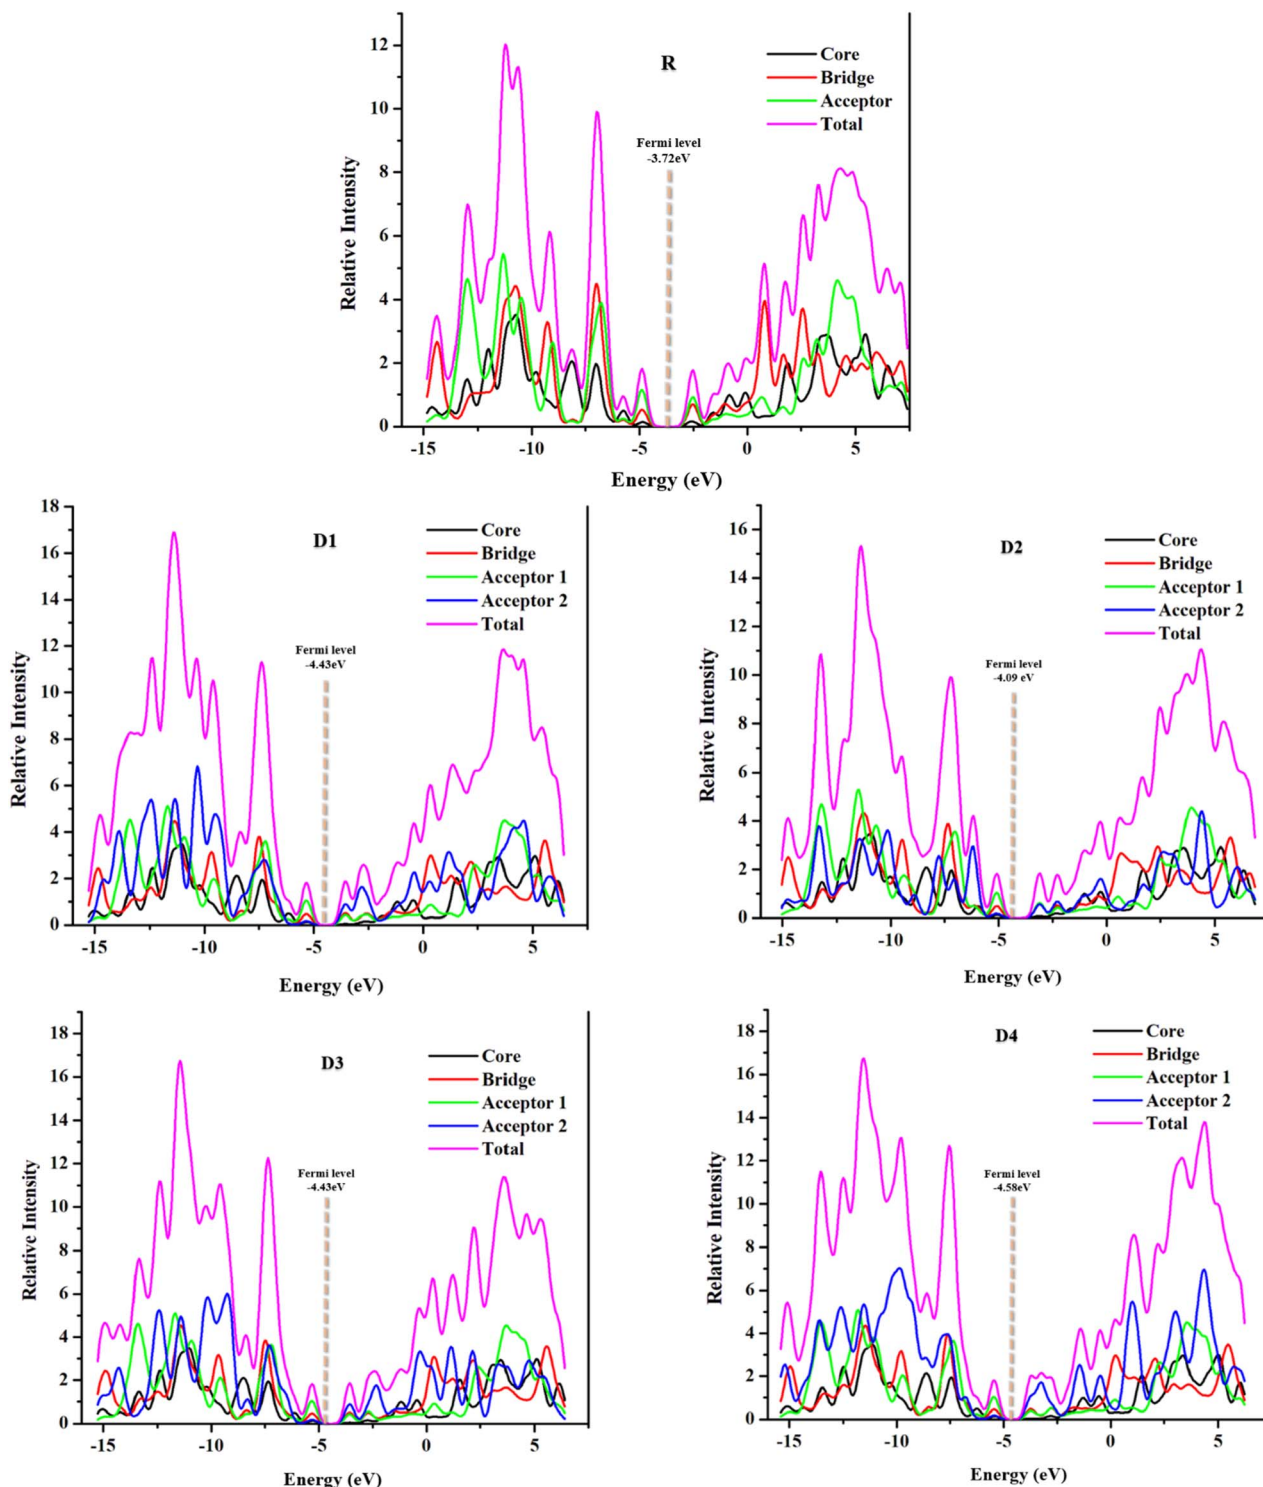 R
Core
Bridge
Acceptor
Total
Fermi level
-3.72eV
12
10
8
6
4
2
0
Relative Intensity
-15
-10
-5
0
5
Energy (eV)
D1
Core
Bridge
Acceptor 1
Acceptor 2
Total
Fermi level
-4.43eV
18
16
14
12
10
8
6
4
2
0
Relative Intensity
-15
-10
-5
0
5
Energy (eV)
D2
Core
Bridge
Acceptor 1
Acceptor 2
Total
Fermi level
-4.09 eV
16
14
12
10
8
6
4
2
0
Relative Intensity
-15
-10
-5
0
5
Energy (eV)
D3
Core
Bridge
Acceptor 1
Acceptor 2
Total
Fermi level
-4.43eV
18
16
14
12
10
8
6
4
2
0
Relative Intensity
-15
-10
-5
0
5
Energy (eV)
D4
Core
Bridge
Acceptor 1
Acceptor 2
Total
Fermi level
-4.58eV
18
16
14
12
10
8
6
4
2
0
Relative Intensity
-15
-10
-5
0
5
Energy (eV)